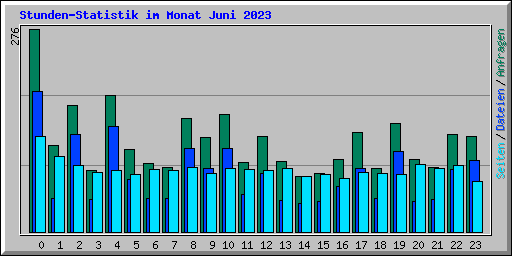 Stunden-Statistik im Monat Juni 2023
276
Seiten / Dateien / Anfragen
0 1 2 3 4 5 6 7 8 9 10 11 12 13 14 15 16 17 18 19 20 21 22 23